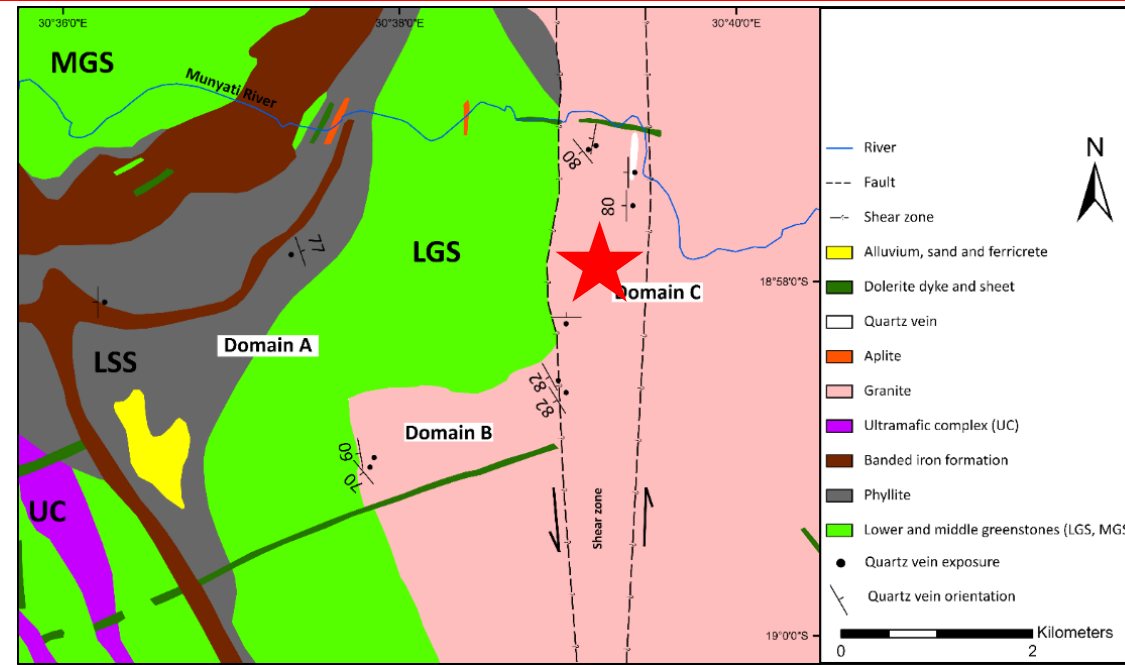 30°36'0"E
30°38'0"E
30°40'0"E
MGS
Munyati River
80
N
River
Fault
80
Shear zone
77
LGS
Alluvium, sand and ferricrete
18°58'0"S
Domain C
Dolerite dyke and sheet
Quartz vein
Domain A
LSS
Aplite
82
82
Granite
Domain B
Ultramafic complex (UC)
60
70
Banded iron formation
UC
Shear zone
Phyllite
Lower and middle greenstones (LGS, MGS
Quartz vein exposure
Quartz vein orientation
19°0'0"S
Kilometers
0
2